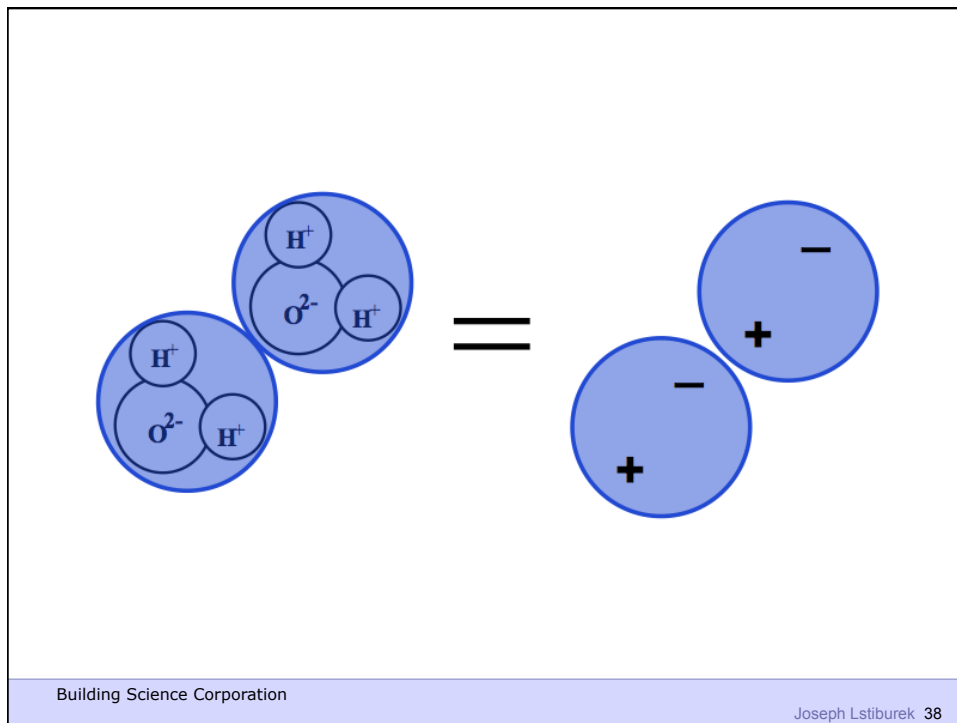 H⁺
O²⁻
H⁺
H⁺
O²⁻
H⁺
=
−
+
−
+
Building Science Corporation
Joseph Lstiburek 38